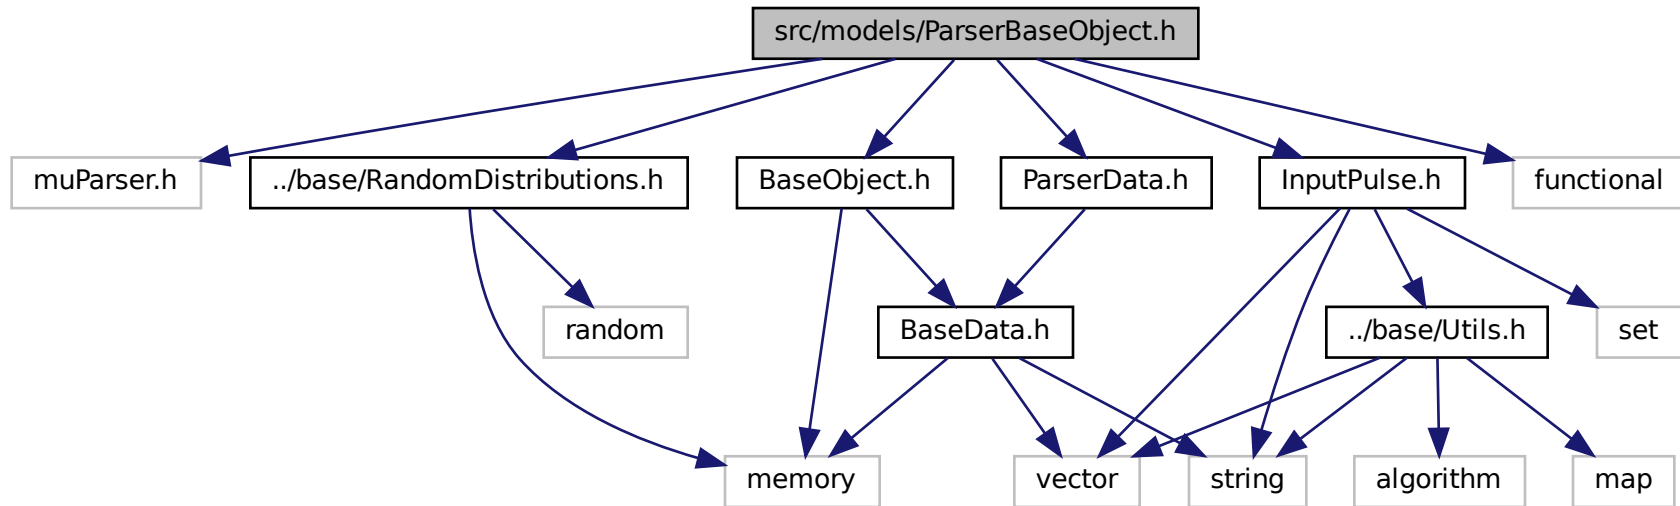 src/models/ParserBaseObject.h
muParser.h
../base/RandomDistributions.h
BaseObject.h
ParserData.h
InputPulse.h
functional
random
BaseData.h
../base/Utils.h
set
memory
vector
string
algorithm
map